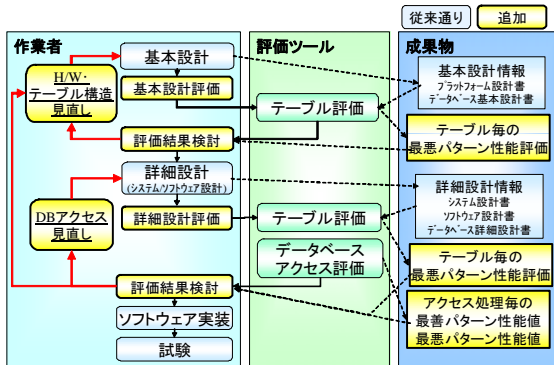 従来通り
追加
作業者
評価ツール
成果物
基本設計
H/W・
テーブル構造
見直し
基本設計評価
テーブル評価
基本設計情報
プラットフォーム設計書
データベース基本設計書
テーブル毎の
最悪パターン性能評価
評価結果検討
詳細設計
(システム/ソフトウェア設計)
詳細設計情報
システム設計書
ソフトウェア設計書
データベース詳細設計書
DBアクセス
見直し
詳細設計評価
テーブル評価
データベース
アクセス評価
テーブル毎の
最悪パターン性能評価
評価結果検討
アクセス処理毎の
最善パターン性能値
最悪パターン性能値
ソフトウェア実装
試験